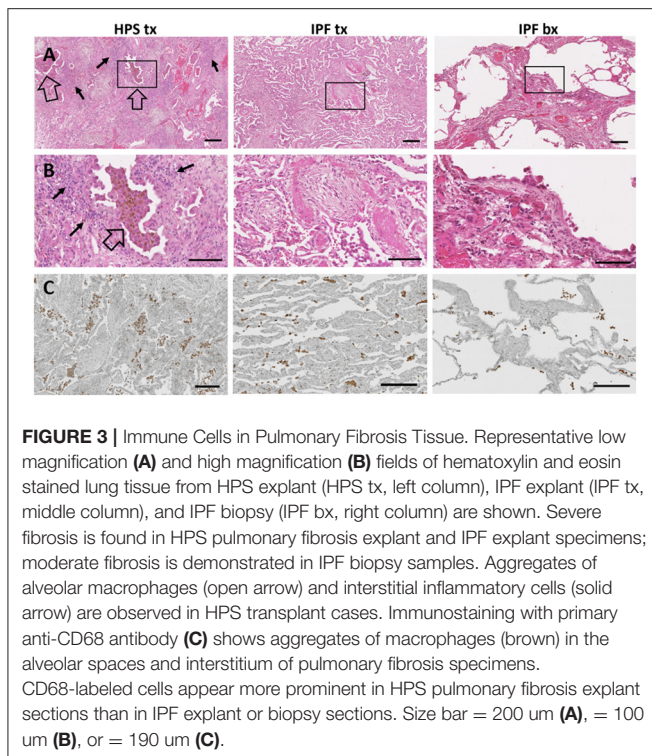 HPS tx IPF tx IPF bx
A
B
C
FIGURE 3 | Immune Cells in Pulmonary Fibrosis Tissue. Representative low
magnification (A) and high magnification (B) fields of hematoxylin and eosin
stained lung tissue from HPS explant (HPS tx, left column), IPF explant (IPF tx,
middle column), and IPF biopsy (IPF bx, right column) are shown. Severe
fibrosis is found in HPS pulmonary fibrosis explant and IPF explant specimens;
moderate fibrosis is demonstrated in IPF biopsy samples. Aggregates of
alveolar macrophages (open arrow) and interstitial inflammatory cells (solid
arrow) are observed in HPS transplant cases. Immunostaining with primary
anti-CD68 antibody (C) shows aggregates of macrophages (brown) in the
alveolar spaces and interstitium of pulmonary fibrosis specimens.
CD68-labeled cells appear more prominent in HPS pulmonary fibrosis explant
sections than in IPF explant or biopsy sections. Size bar = 200 um (A), = 100
um (B), or = 190 um (C).